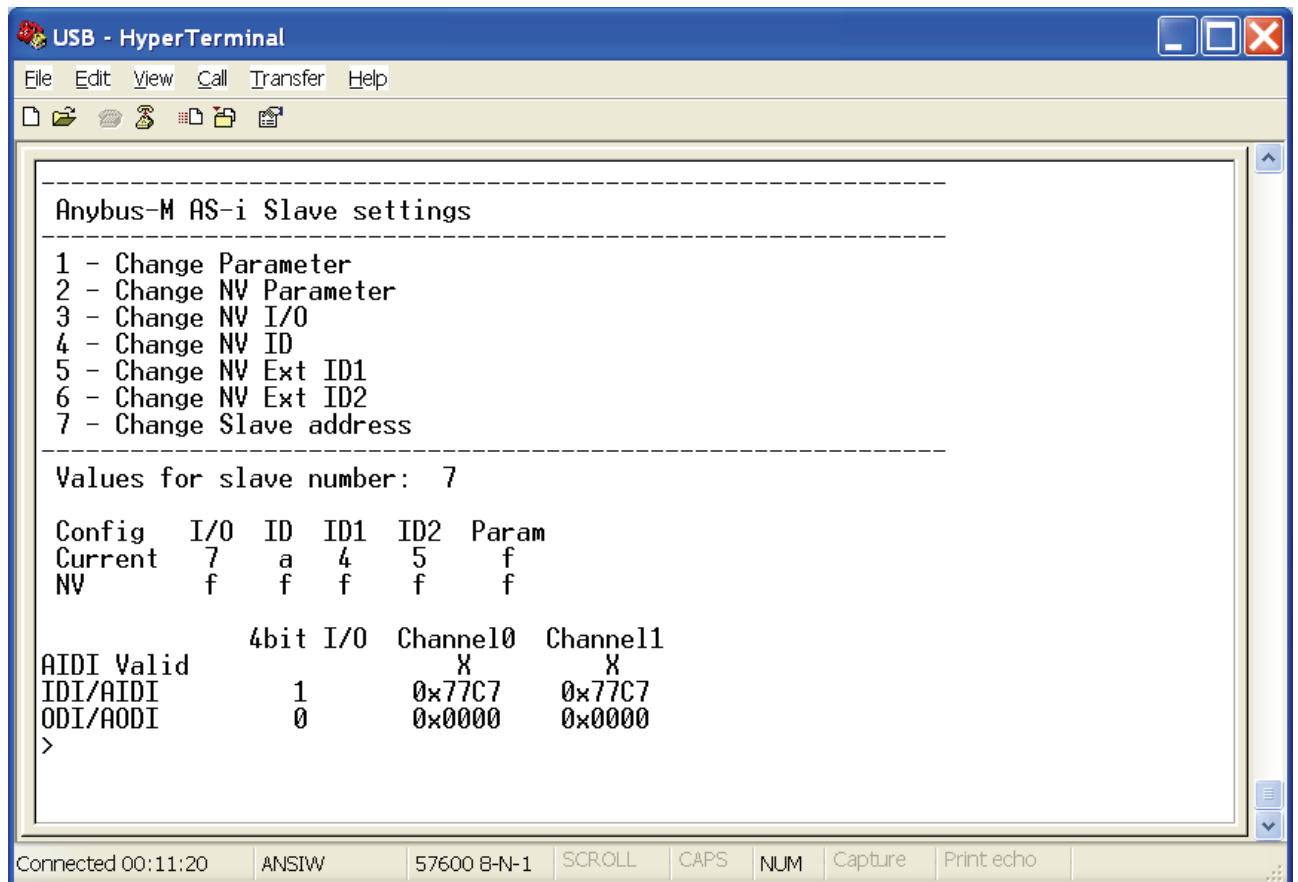 USB - HyperTerminal
File Edit View Call Transfer Help
----------------------------------------------------------------
Anybus-M AS-i Slave settings
----------------------------------------------------------------
1 - Change Parameter
2 - Change NV Parameter
3 - Change NV I/O
4 - Change NV ID
5 - Change NV Ext ID1
6 - Change NV Ext ID2
7 - Change Slave address
----------------------------------------------------------------
Values for slave number: 7
Config I/O ID ID1 ID2 Param
Current 7 a 4 5 f
NV f f f f f
4bit I/O Channel0 Channel1
AIDI Valid X X
IDI/AIDI 1 0x77C7 0x77C7
ODI/AODI 0 0x0000 0x0000
>
Connected 00:11:20 ANSIW 57600 8-N-1 SCROLL CAPS NUM Capture Print echo